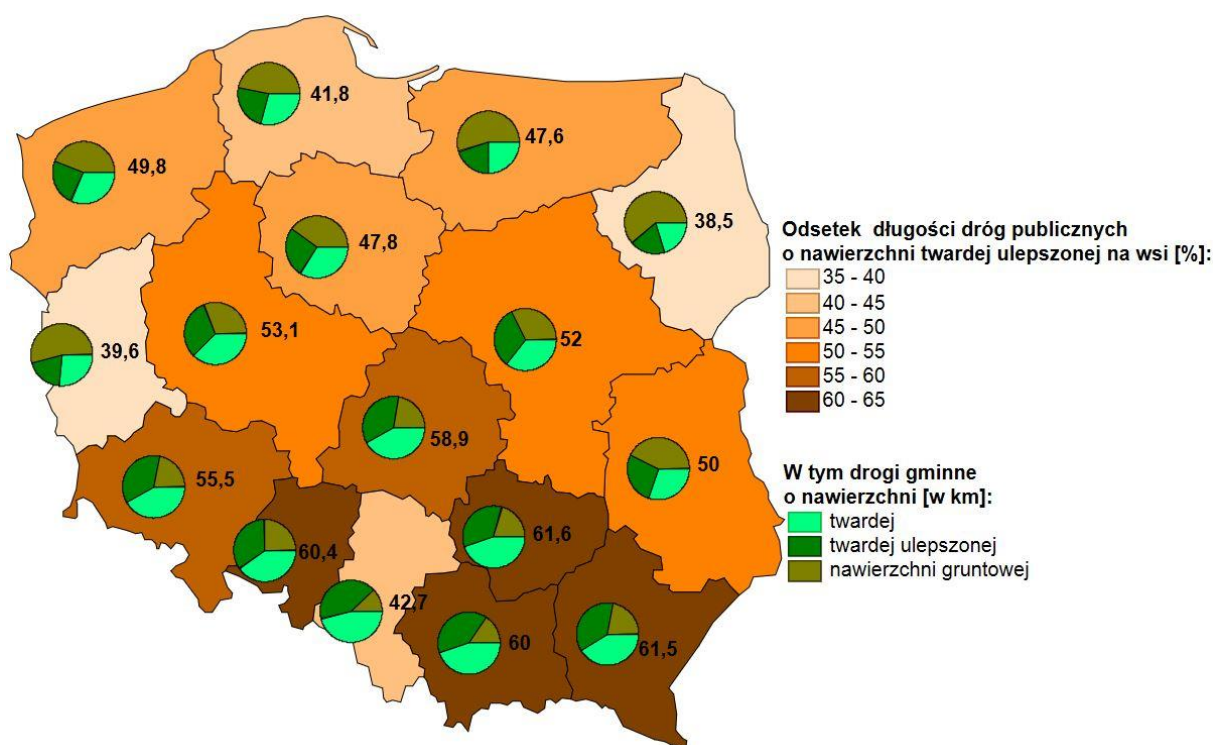 41,8
47,6
49,8
38,5
47,8
53,1
52
39,6
58,9
50
55,5
61,6
60,4
42,7
60
61,5
Odsetek długości dróg publicznych
o nawierzchni twardej ulepszonej na wsi [%]:
35 - 40
40 - 45
45 - 50
50 - 55
55 - 60
60 - 65
W tym drogi gminne
o nawierzchni [w km]:
twardej
twardej ulepszonej
nawierzchni gruntowej